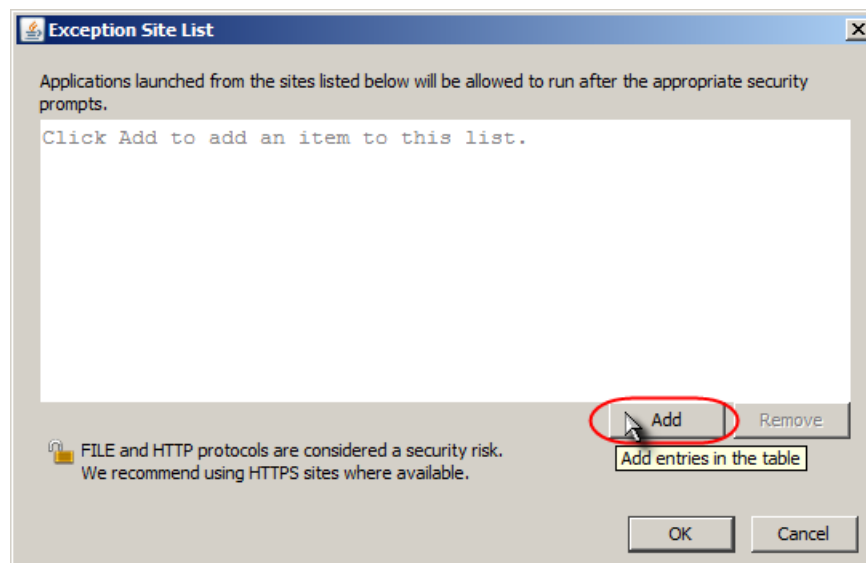 Exception Site List
Applications launched from the sites listed below will be allowed to run after the appropriate security
prompts.
Click Add to add an item to this list.
Add
Remove
FILE and HTTP protocols are considered a security risk.
We recommend using HTTPS sites where available.
Add entries in the table
OK
Cancel